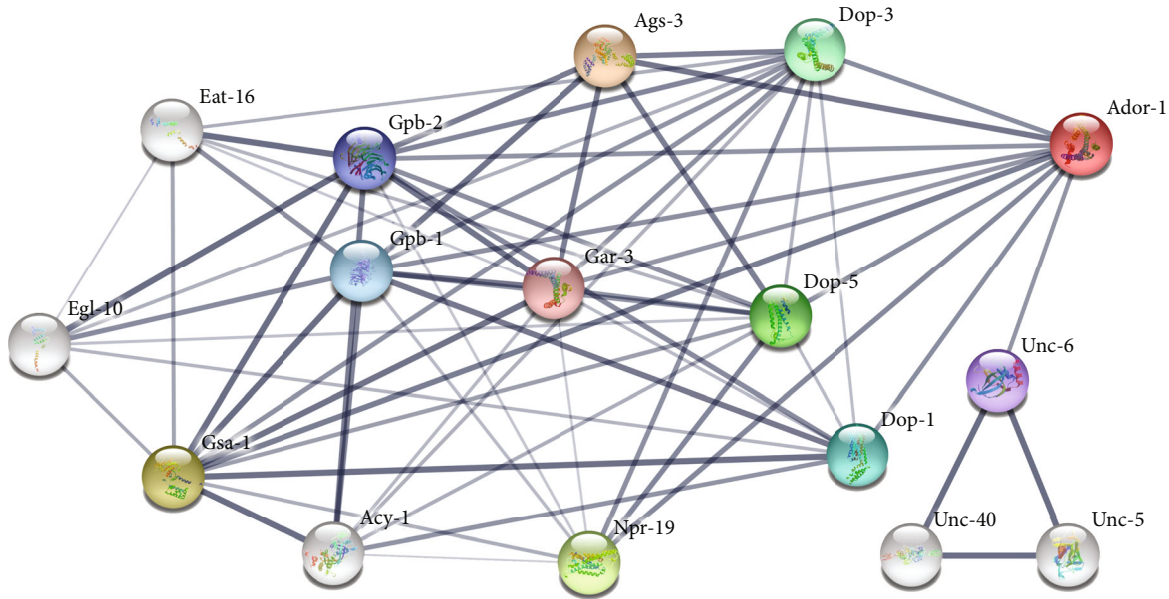 Ags-3
Dop-3
Eat-16
Gpb-2
Ador-1
Gpb-1
Gar-3
Dop-5
Egl-10
Unc-6
Gsa-1
Dop-1
Acy-1
Npr-19
Unc-40
Unc-5